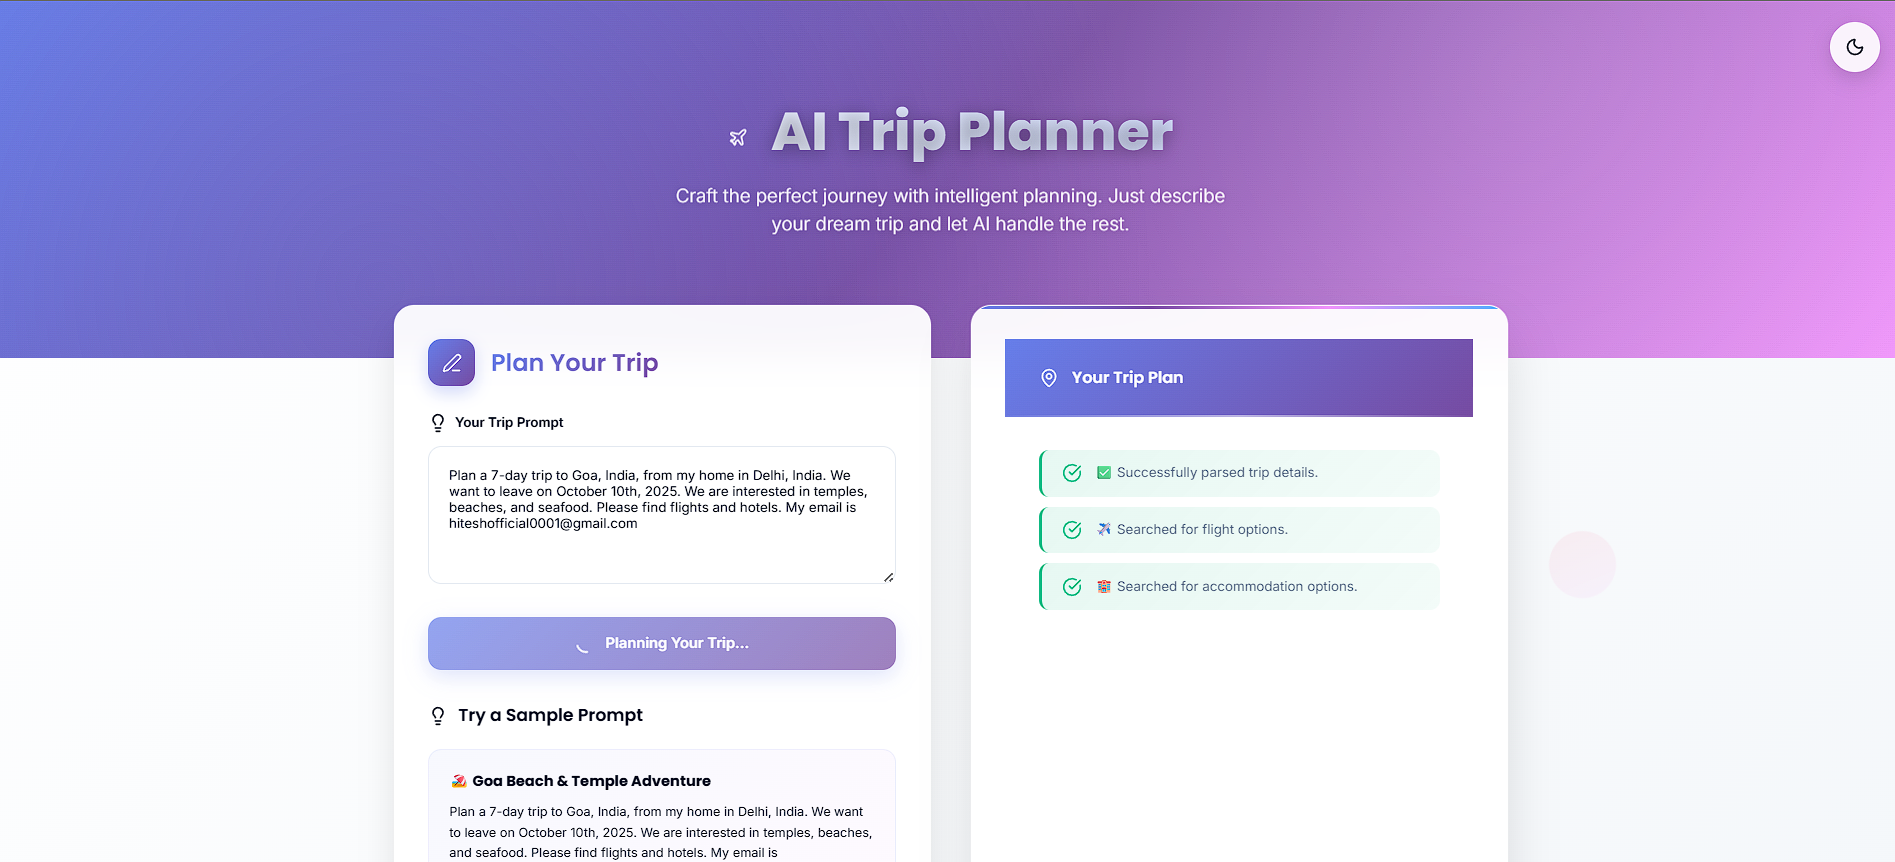 AI Trip Planner
Craft the perfect journey with intelligent planning. Just describe
your dream trip and let AI handle the rest.
Plan Your Trip
Your Trip Prompt
Plan a 7-day trip to Goa, India, from my home in Delhi, India. We
want to leave on October 10th, 2025. We are interested in temples,
beaches, and seafood. Please find flights and hotels. My email is
hiteshofficial0001@gmail.com
Planning Your Trip...
Try a Sample Prompt
Goa Beach & Temple Adventure
Plan a 7-day trip to Goa, India, from my home in Delhi, India. We want
to leave on October 10th, 2025. We are interested in temples, beaches,
and seafood. Please find flights and hotels. My email is
Your Trip Plan
Successfully parsed trip details.
Searched for flight options.
Searched for accommodation options.